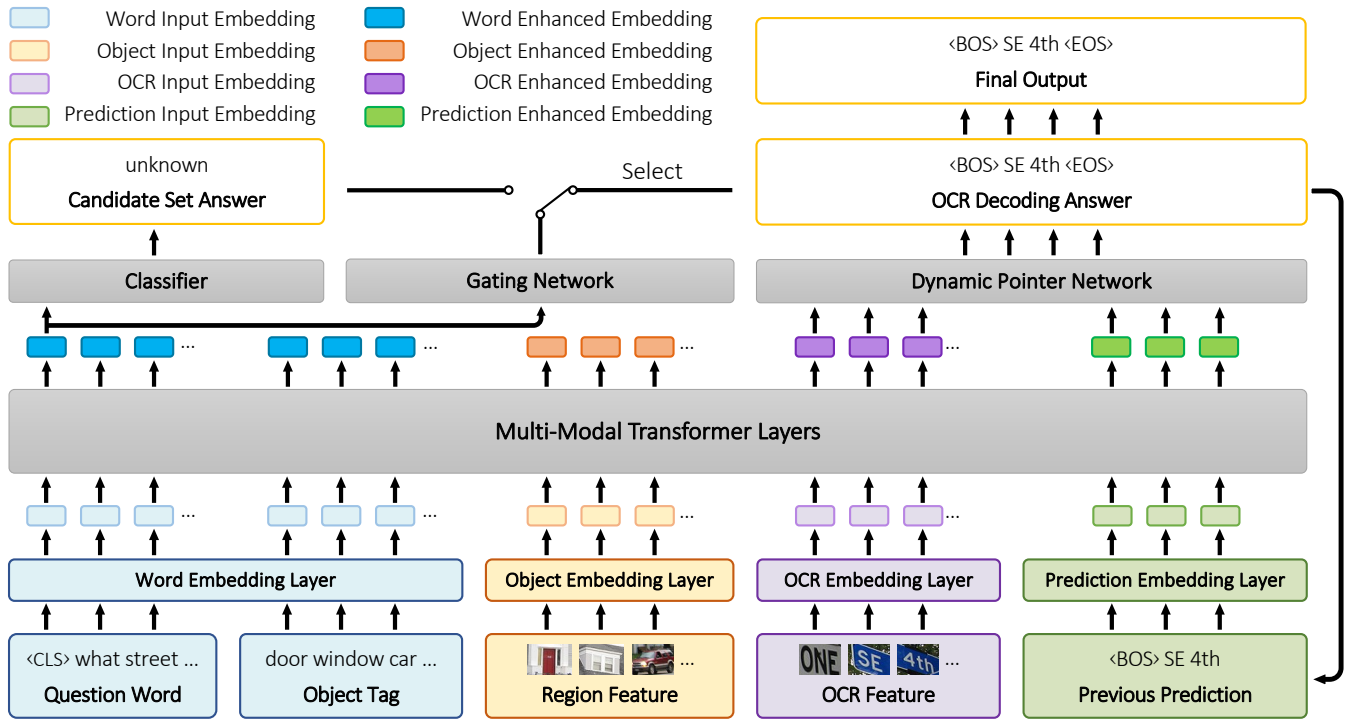 Word Input Embedding
Word Enhanced Embedding
Object Input Embedding
Object Enhanced Embedding
OCR Input Embedding
OCR Enhanced Embedding
Prediction Input Embedding
Prediction Enhanced Embedding
‹BOS› SE 4th ‹EOS›
Final Output
unknown
Candidate Set Answer
Select
‹BOS› SE 4th ‹EOS›
OCR Decoding Answer
Classifier
Gating Network
Dynamic Pointer Network
... ... ... ...
Multi-Modal Transformer Layers
... ... ... ...
Word Embedding Layer
Object Embedding Layer
OCR Embedding Layer
Prediction Embedding Layer
‹CLS› what street ...
Question Word
door window car ...
Object Tag
...
Region Feature
ONE SE 4th ...
OCR Feature
‹BOS› SE 4th
Previous Prediction